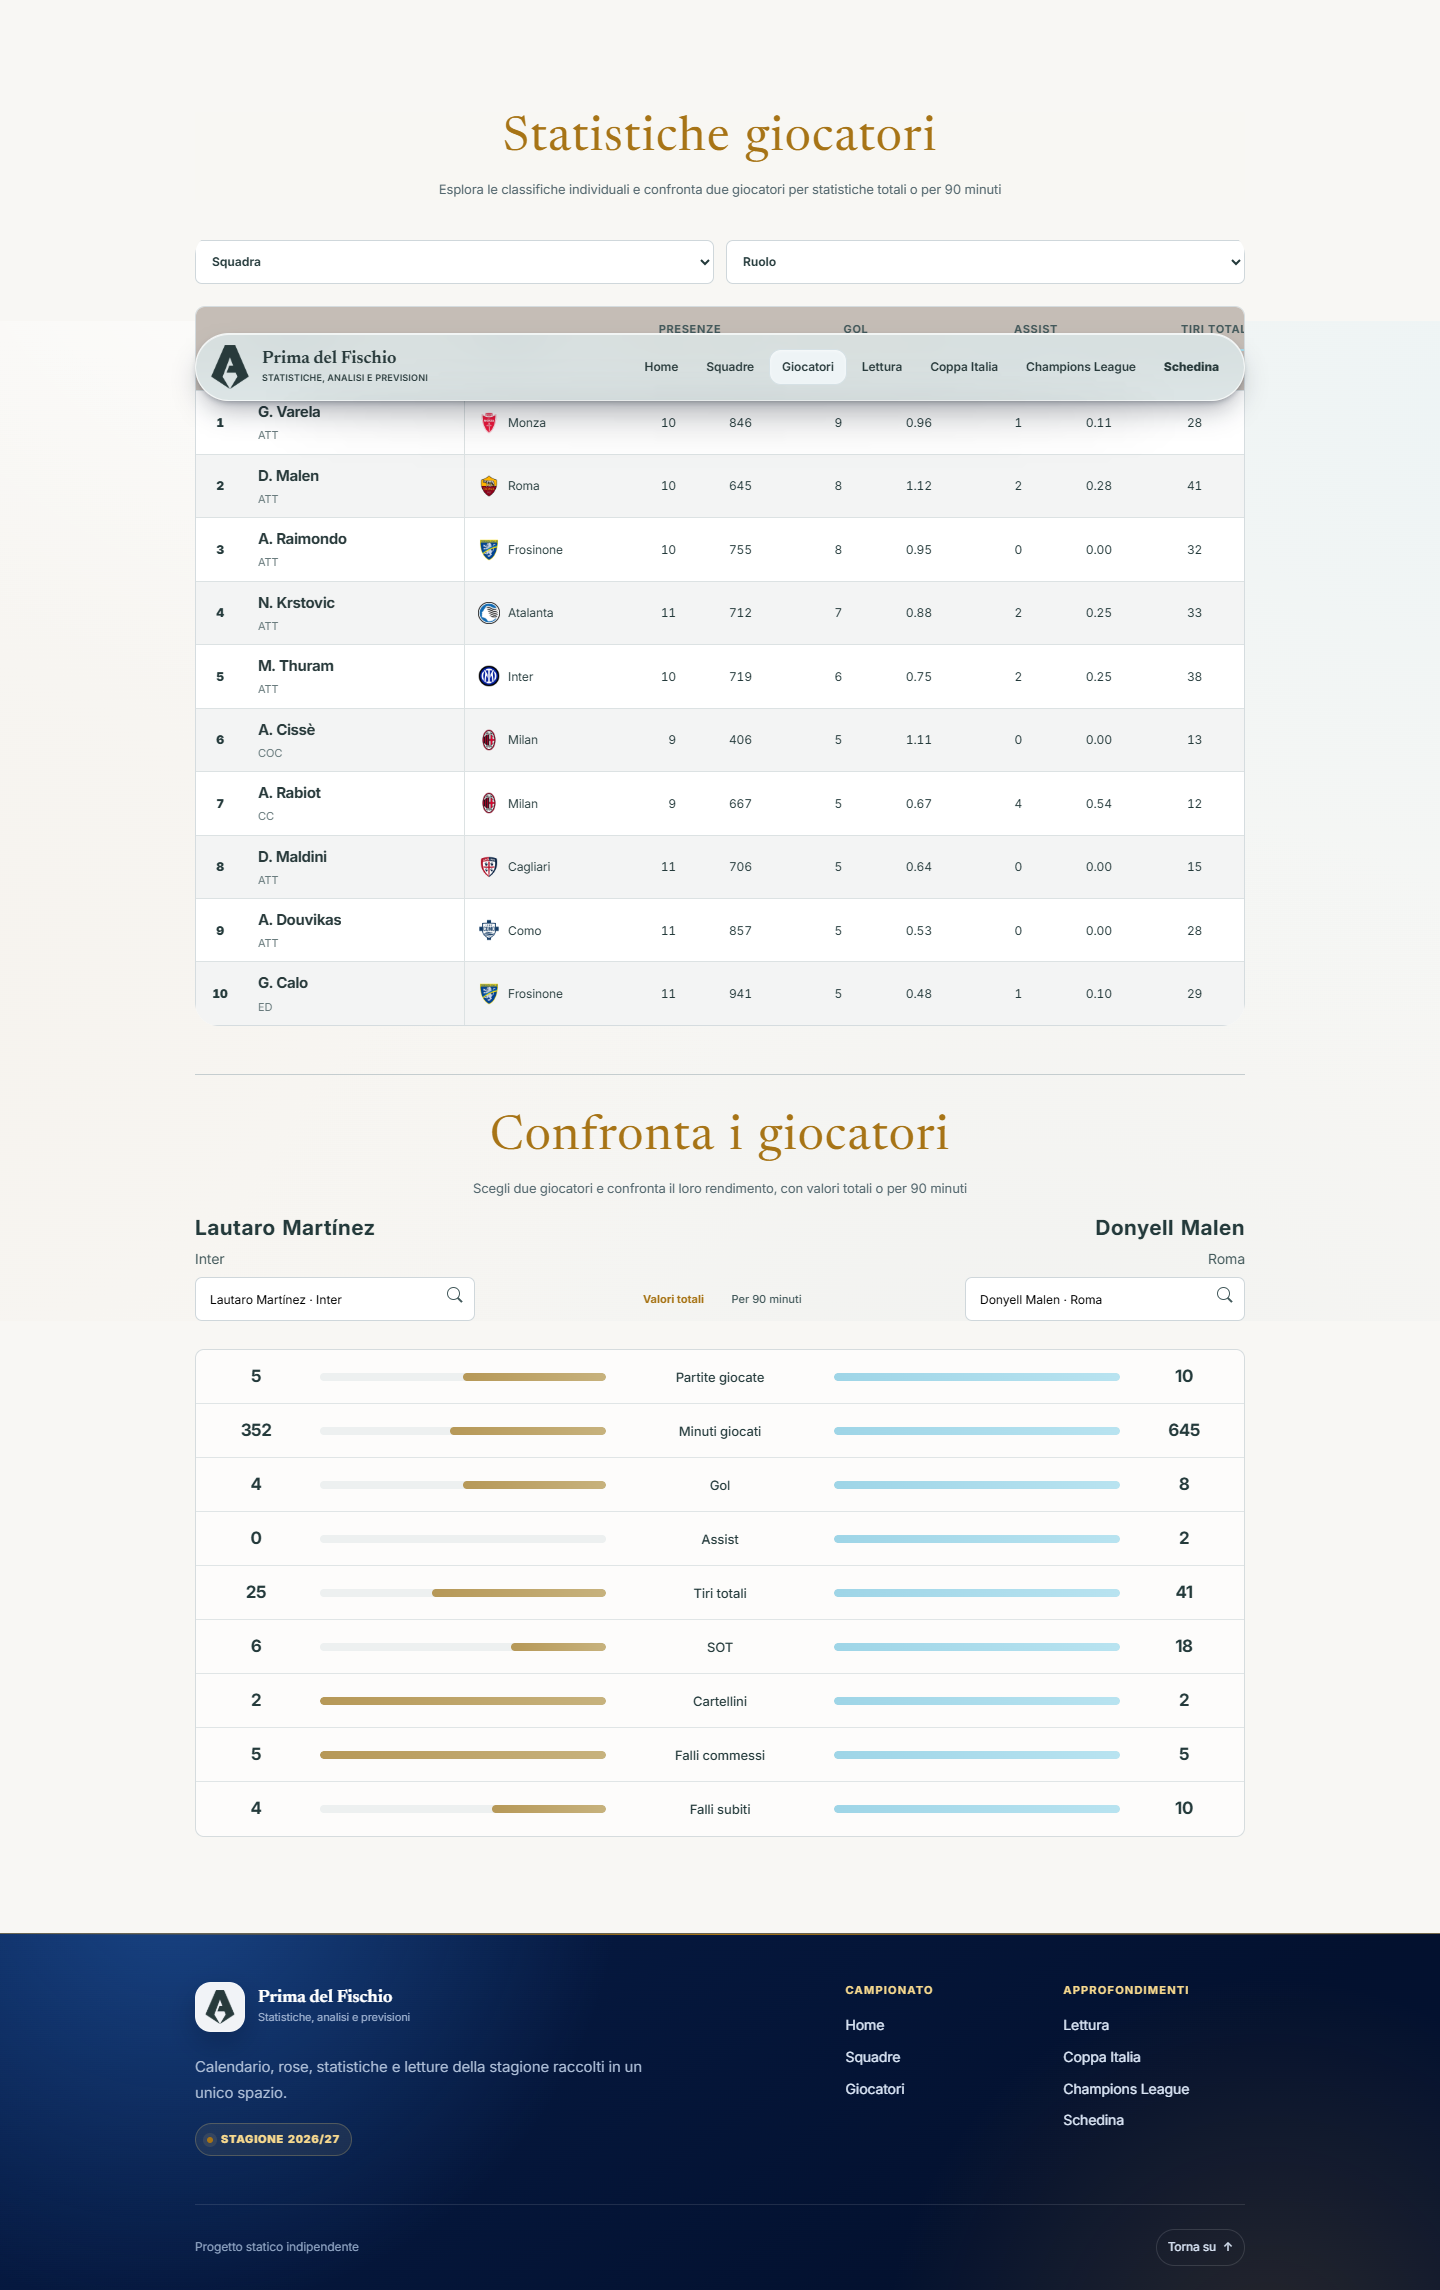 Statistiche giocatori
Esplora le classifiche individuali e confronta due giocatori per statistiche totali o per 90 minuti
Squadra
Ruolo
PRESENZE GOL ASSIST TIRI TOTAL
Prima del Fischio
STATISTICHE, ANALISI E PREVISIONI
Home Squadre Giocatori Lettura Coppa Italia Champions League Schedina
1 G. Varela ATT Monza 10 846 9 0.96 1 0.11 28
2 D. Malen ATT Roma 10 645 8 1.12 2 0.28 41
3 A. Raimondo ATT Frosinone 10 755 8 0.95 0 0.00 32
4 N. Krstovic ATT Atalanta 11 712 7 0.88 2 0.25 33
5 M. Thuram ATT Inter 10 719 6 0.75 2 0.25 38
6 A. Cissè COC Milan 9 406 5 1.11 0 0.00 13
7 A. Rabiot CC Milan 9 667 5 0.67 4 0.54 12
8 D. Maldini ATT Cagliari 11 706 5 0.64 0 0.00 15
9 A. Douvikas ATT Como 11 857 5 0.53 0 0.00 28
10 G. Calo ED Frosinone 11 941 5 0.48 1 0.10 29
Confronta i giocatori
Scegli due giocatori e confronta il loro rendimento, con valori totali o per 90 minuti
Lautaro Martínez Donyell Malen
Inter Roma
Lautaro Martínez · Inter Valori totali Per 90 minuti Donyell Malen · Roma
5 Partite giocate 10
352 Minuti giocati 645
4 Gol 8
0 Assist 2
25 Tiri totali 41
6 SOT 18
2 Cartellini 2
5 Falli commessi 5
4 Falli subiti 10
Prima del Fischio
Statistiche, analisi e previsioni
Calendario, rose, statistiche e letture della stagione raccolti in un
unico spazio.
STAGIONE 2026/27
CAMPIONATO
Home
Squadre
Giocatori
APPROFONDIMENTI
Lettura
Coppa Italia
Champions League
Schedina
Progetto statico indipendente
Torna su ↑